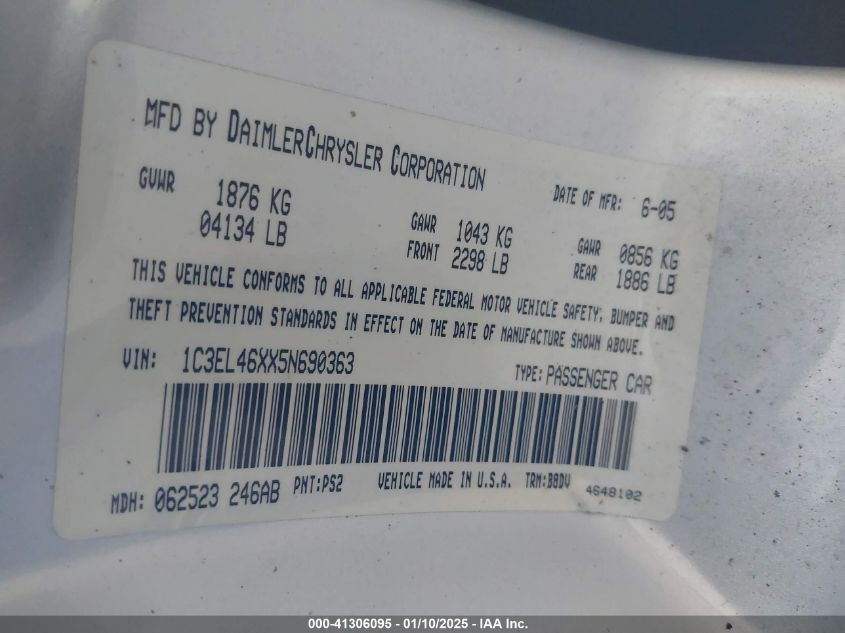 MFD BY DAIMLERCHRYSLER CORPORATION
DATE OF MFR: 6-05
GVWR 1876 KG
04134 LB
GAWR FRONT 1043 KG
2298 LB
GAWR REAR 0856 KG
1886 LB
THIS VEHICLE CONFORMS TO ALL APPLICABLE FEDERAL MOTOR VEHICLE SAFETY, BUMPER AND
THEFT PREVENTION STANDARDS IN EFFECT ON THE DATE OF MANUFACTURE SHOWN ABOVE.
VIN: 1C3EL46XX5N690363
TYPE: PASSENGER CAR
MDH: 062523 246AB PNT:PS2 VEHICLE MADE IN U.S.A. TRM:B8DV 4648102
000-41306095 - 01/10/2025 - IAA Inc.